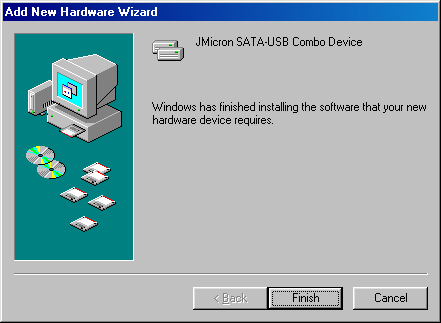 Add New Hardware Wizard
JMicron SATA-USB Combo Device
Windows has finished installing the software that your new
hardware device requires.
< Back Finish Cancel